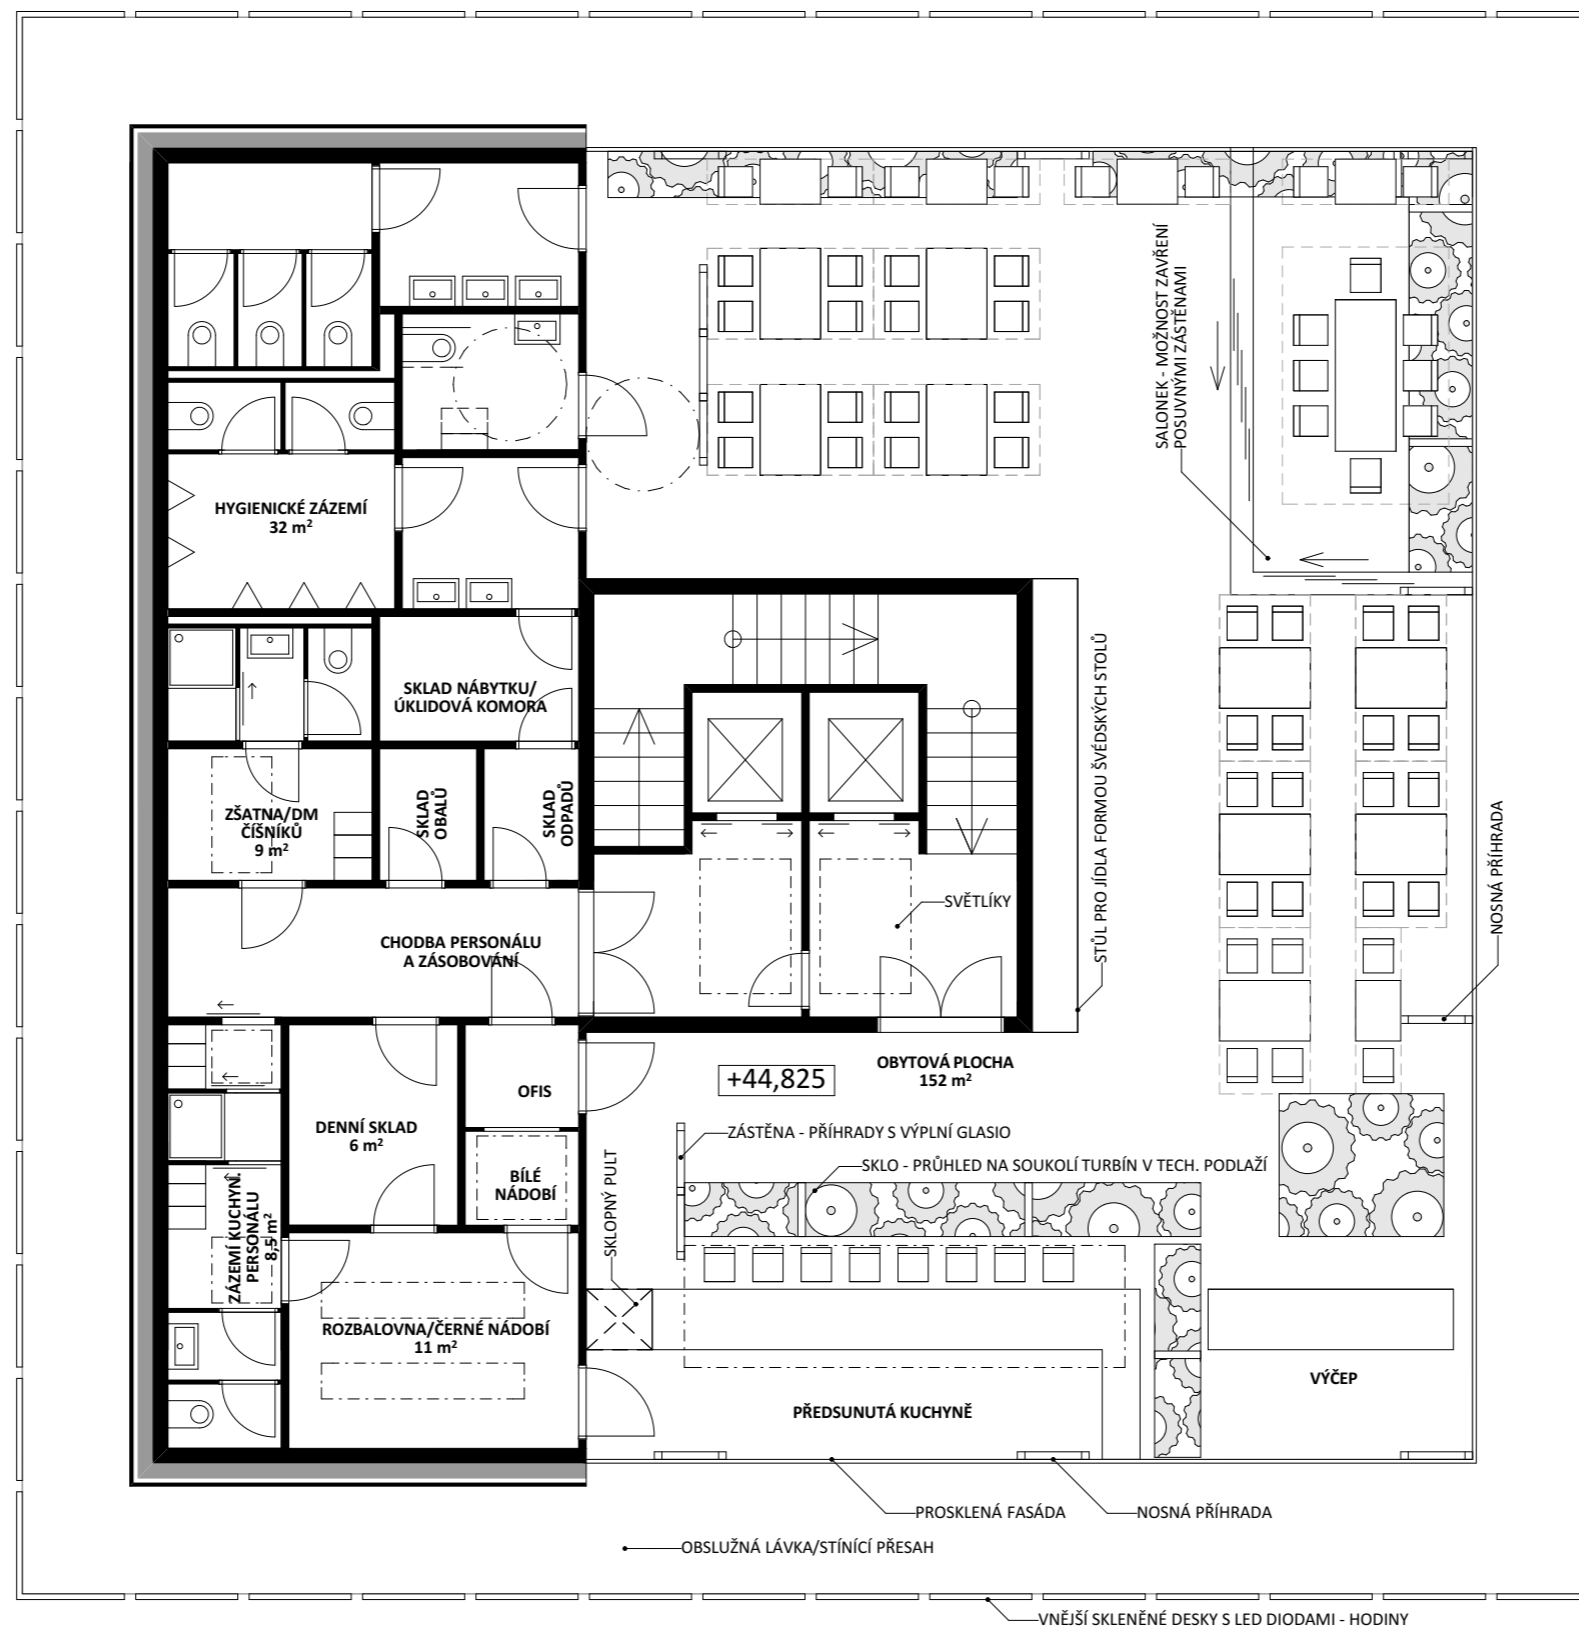 SALONEK - MOŽNOST ZAVŘENÍ
POSUVNÝMI ZÁSTĚNAMI
HYGIENICKÉ ZÁZEMÍ
32 m²
SKLAD NÁBYTKU/
ÚKLIDOVÁ KOMORA
STŮL PRO JÍDLA FORMOU ŠVÉDSKÝCH STOLŮ
ZŠATNA/DM
ČÍŠNÍKŮ
9 m²
SKLAD
OBALŮ
SKLAD
ODPADŮ
NOSNÁ PŘÍHRADA
SVĚTLÍKY
CHODBA PERSONÁLU
A ZÁSOBOVÁNÍ
OBYTOVÁ PLOCHA
152 m²
+44,825
OFIS
DENNÍ SKLAD
6 m²
ZÁSTĚNA - PŘÍHRADY S VÝPLNÍ GLASIO
SKLO - PRŮHLED NA SOUKOLÍ TURBÍN V TECH. PODLAŽÍ
BÍLÉ
NÁDOBÍ
SKLOPNÝ PULT
ZÁZEMÍ KUCHYNĚ.
PERSONÁLU
8,5 m²
ROZBALOVNA/ČERNÉ NÁDOBÍ
11 m²
VÝČEP
PŘEDSUNUTÁ KUCHYNĚ
PROSKLENÁ FASÁDA
NOSNÁ PŘÍHRADA
OBSLUŽNÁ LÁVKA/STÍNÍCÍ PŘESAH
VNĚJŠÍ SKLENĚNÉ DESKY S LED DIODAMI - HODINY